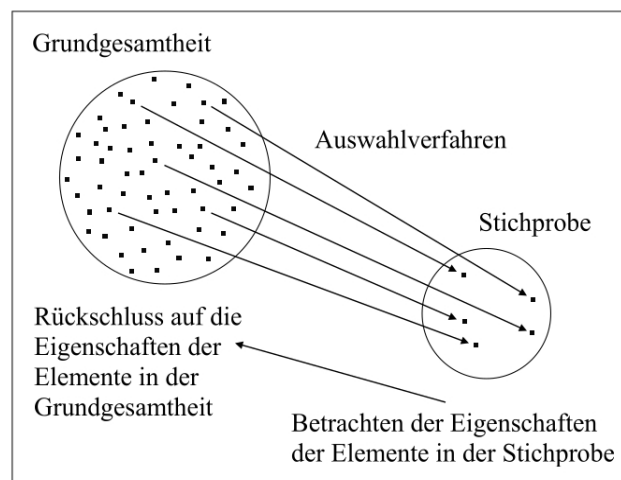 Grundgesamtheit
Auswahlverfahren
Stichprobe
Rückschluss auf die
Eigenschaften der
Elemente in der
Grundgesamtheit
Betrachten der Eigenschaften
der Elemente in der Stichprobe